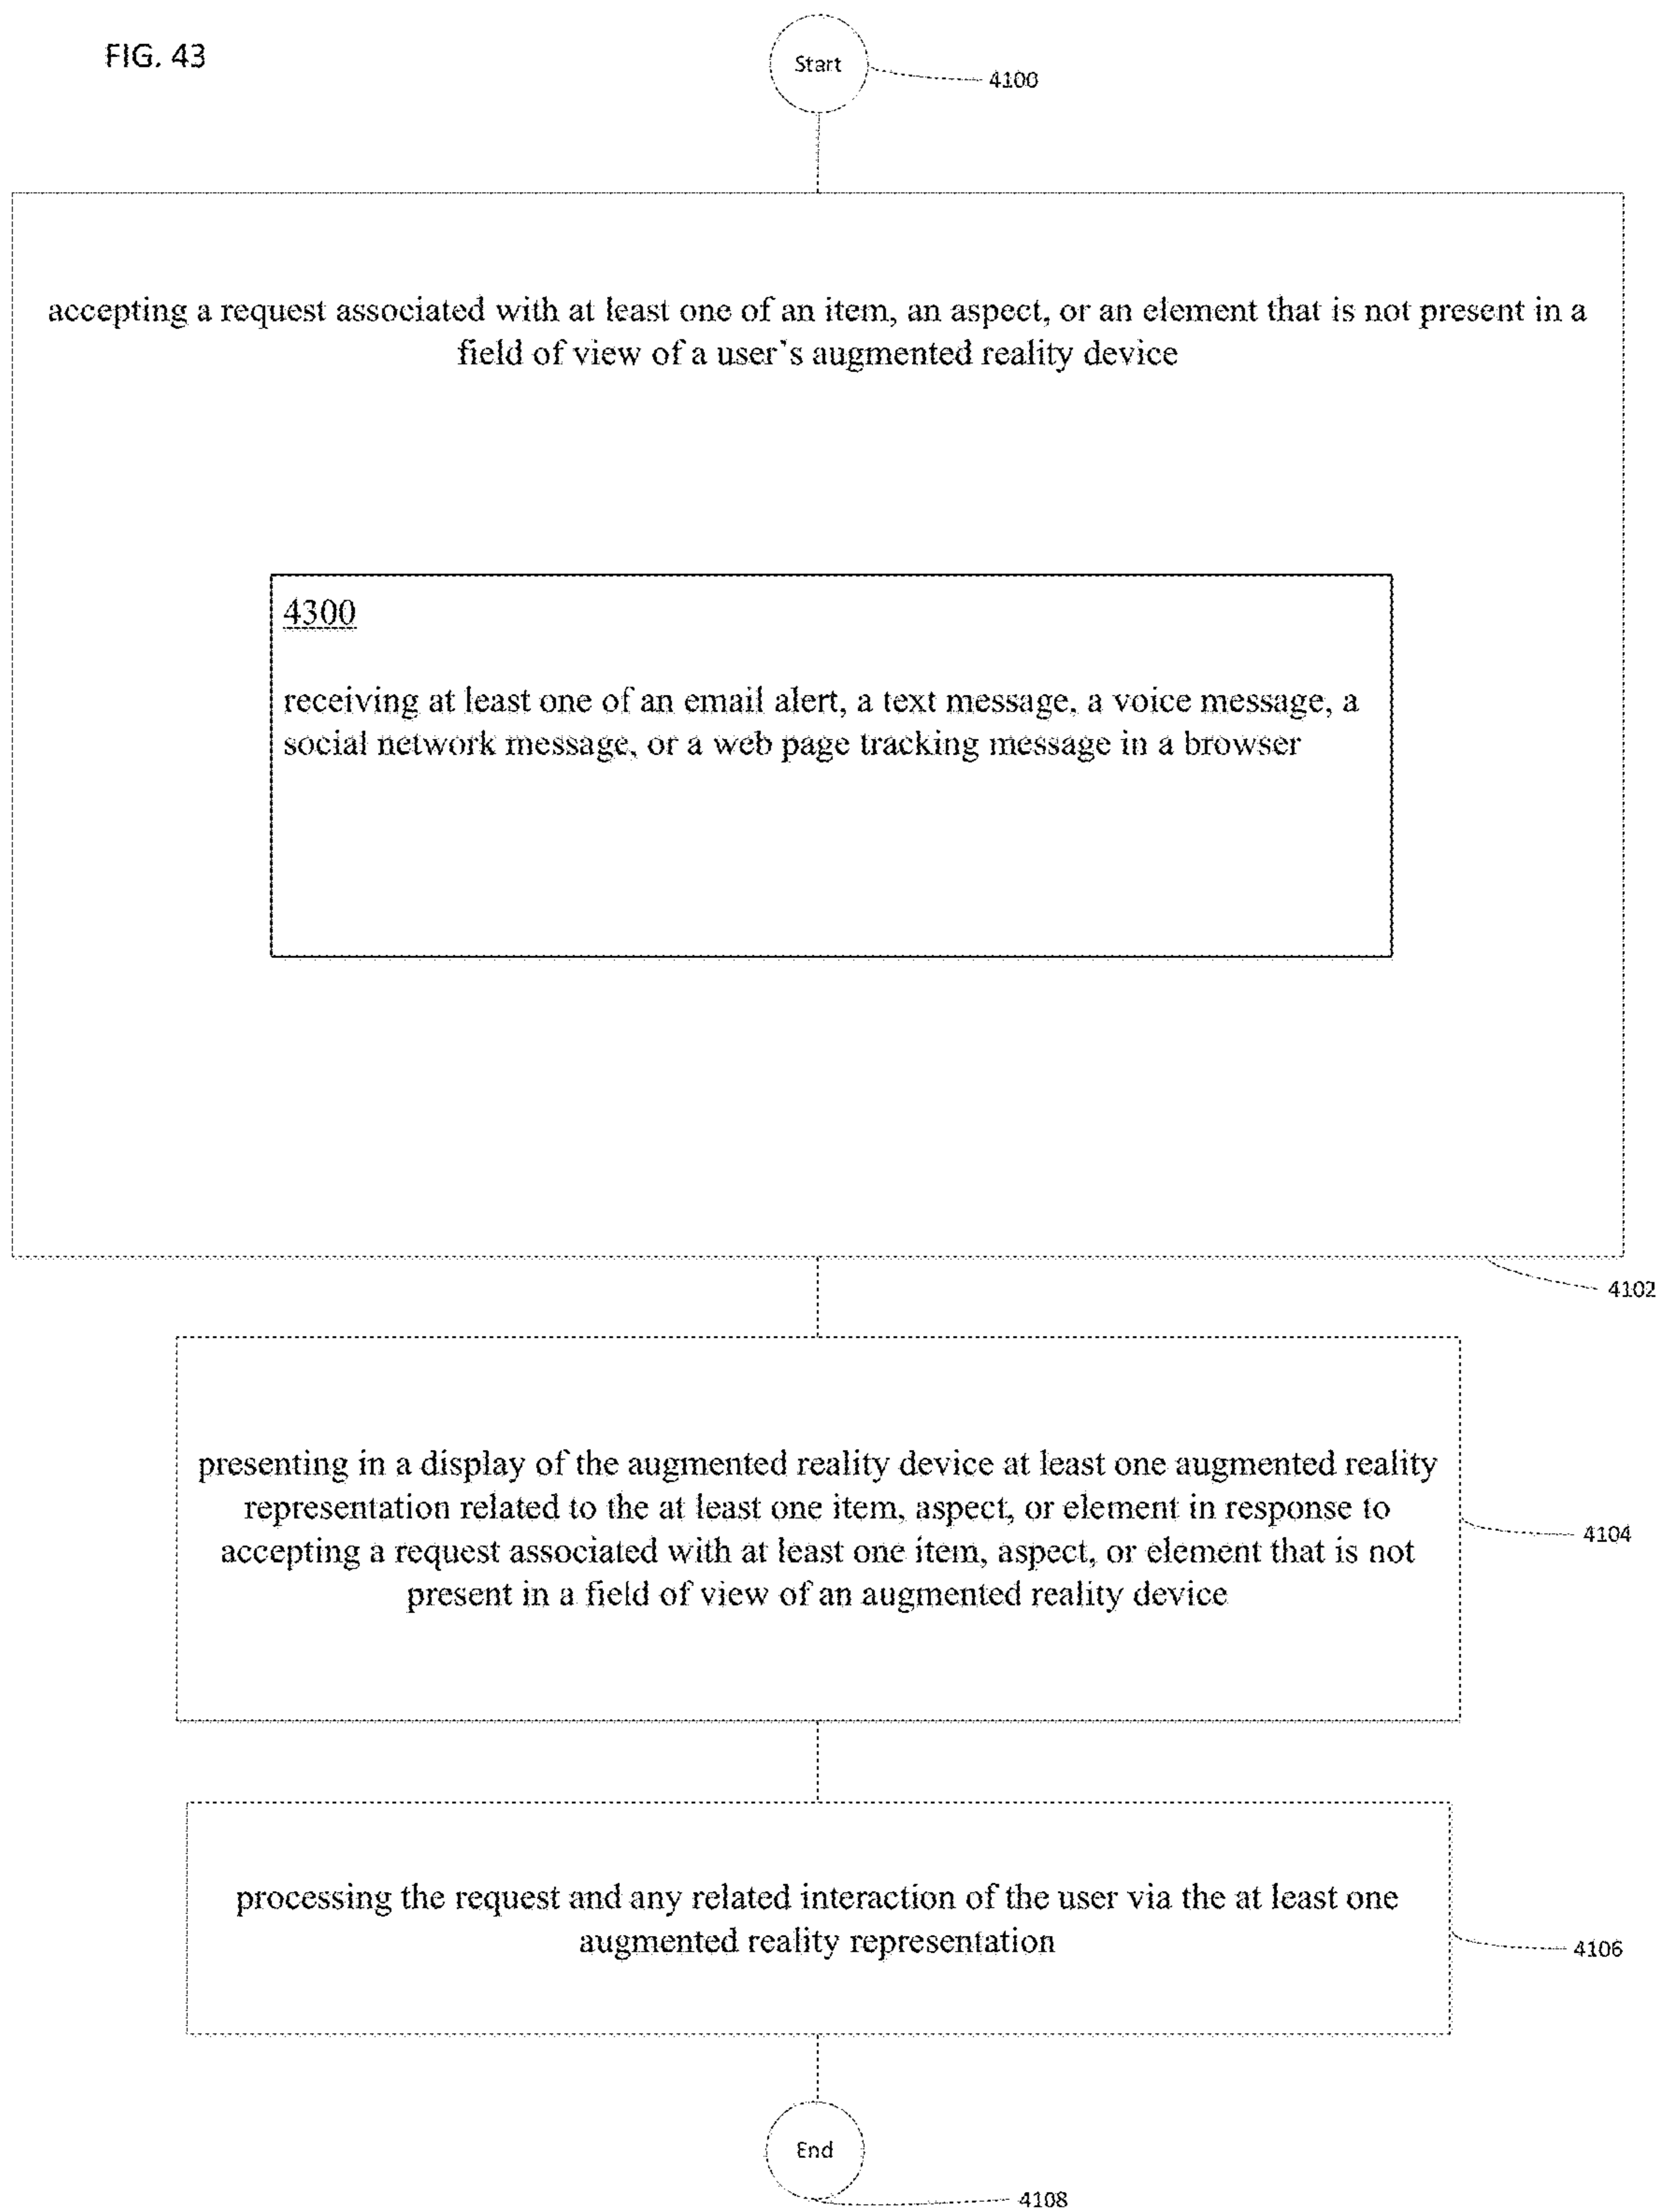 FIG. 43
Start
4100
accepting a request associated with at least one of an item, an aspect, or an element that is not present in a
field of view of a user's augmented reality device
4300
receiving at least one of an email alert, a text message, a voice message, a
social network message, or a web page tracking message in a browser
4102
presenting in a display of the augmented reality device at least one augmented reality
representation related to the at least one item, aspect, or element in response to
accepting a request associated with at least one item, aspect, or element that is not
present in a field of view of an augmented reality device
4104
processing the request and any related interaction of the user via the at least one
augmented reality representation
4106
End
4108